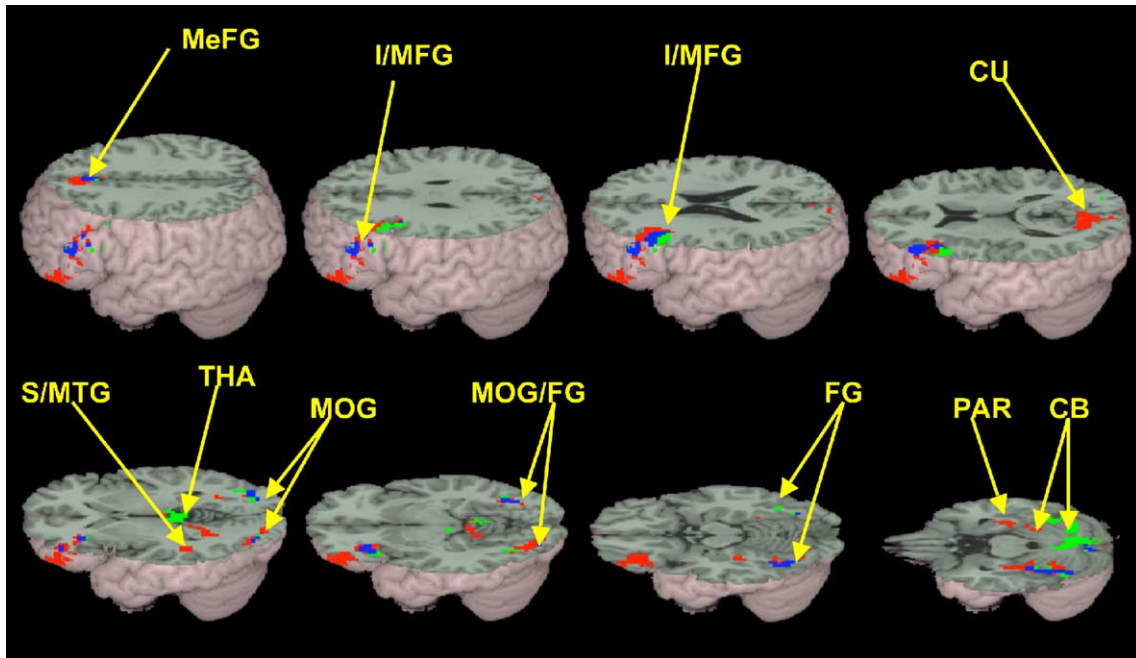 MeFG
I/MFG
I/MFG
CU
S/MTG
THA
MOG
MOG/FG
FG
PAR
CB